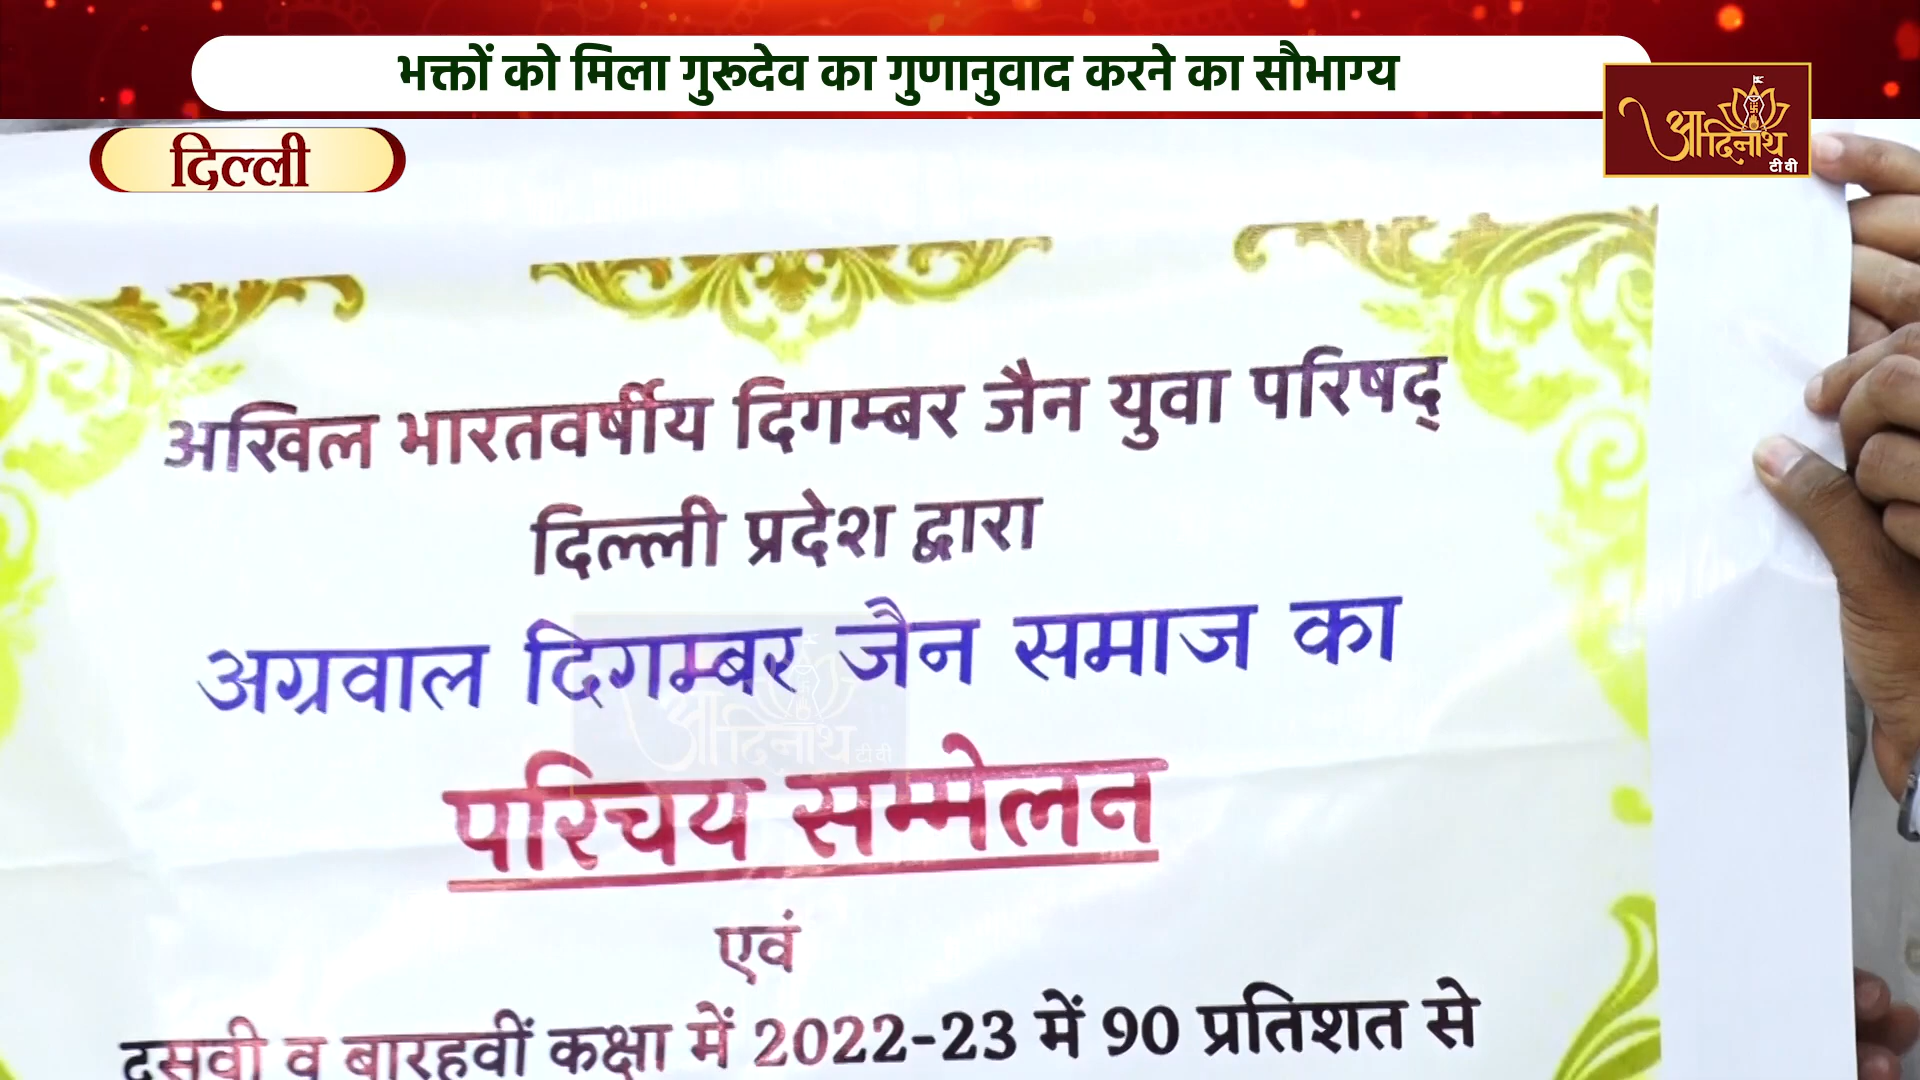 भक्तों को मिला गुरूदेव का गुणानुवाद करने का सौभाग्य
आदिनाथ
टीवी
दिल्ली
अखिल भारतवर्षीय दिगम्बर जैन युवा परिषद्
दिल्ली प्रदेश द्वारा
अग्रवाल दिगम्बर जैन समाज का
आदिनाथ टीवी
परिचय सम्मेलन
एवं
दसवी व बारहवीं कक्षा में 2022-23 में 90 प्रतिशत से